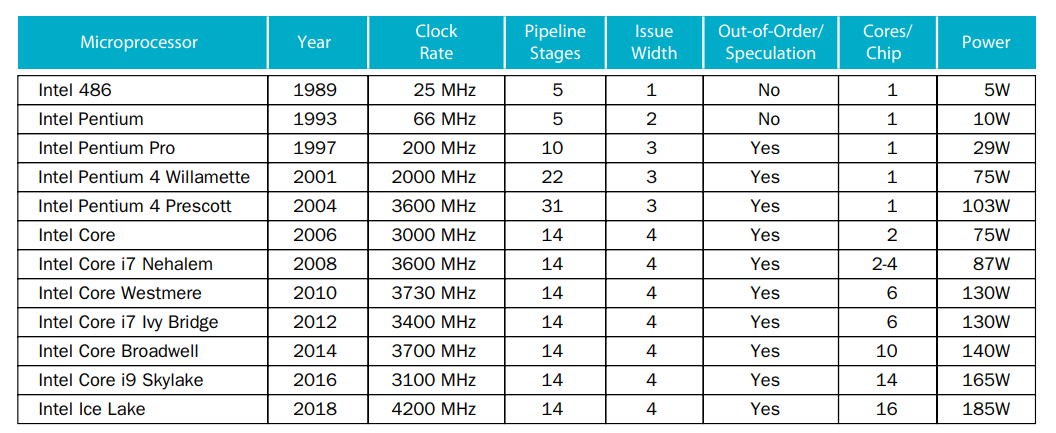 Microprocessor Year Clock Rate Pipeline Stages Issue Width Out-of-Order/ Speculation Cores/ Chip Power
Intel 486 1989 25 MHz 5 1 No 1 5W
Intel Pentium 1993 66 MHz 5 2 No 1 10W
Intel Pentium Pro 1997 200 MHz 10 3 Yes 1 29W
Intel Pentium 4 Willamette 2001 2000 MHz 22 3 Yes 1 75W
Intel Pentium 4 Prescott 2004 3600 MHz 31 3 Yes 1 103W
Intel Core 2006 3000 MHz 14 4 Yes 2 75W
Intel Core i7 Nehalem 2008 3600 MHz 14 4 Yes 2-4 87W
Intel Core Westmere 2010 3730 MHz 14 4 Yes 6 130W
Intel Core i7 Ivy Bridge 2012 3400 MHz 14 4 Yes 6 130W
Intel Core Broadwell 2014 3700 MHz 14 4 Yes 10 140W
Intel Core i9 Skylake 2016 3100 MHz 14 4 Yes 14 165W
Intel Ice Lake 2018 4200 MHz 14 4 Yes 16 185W